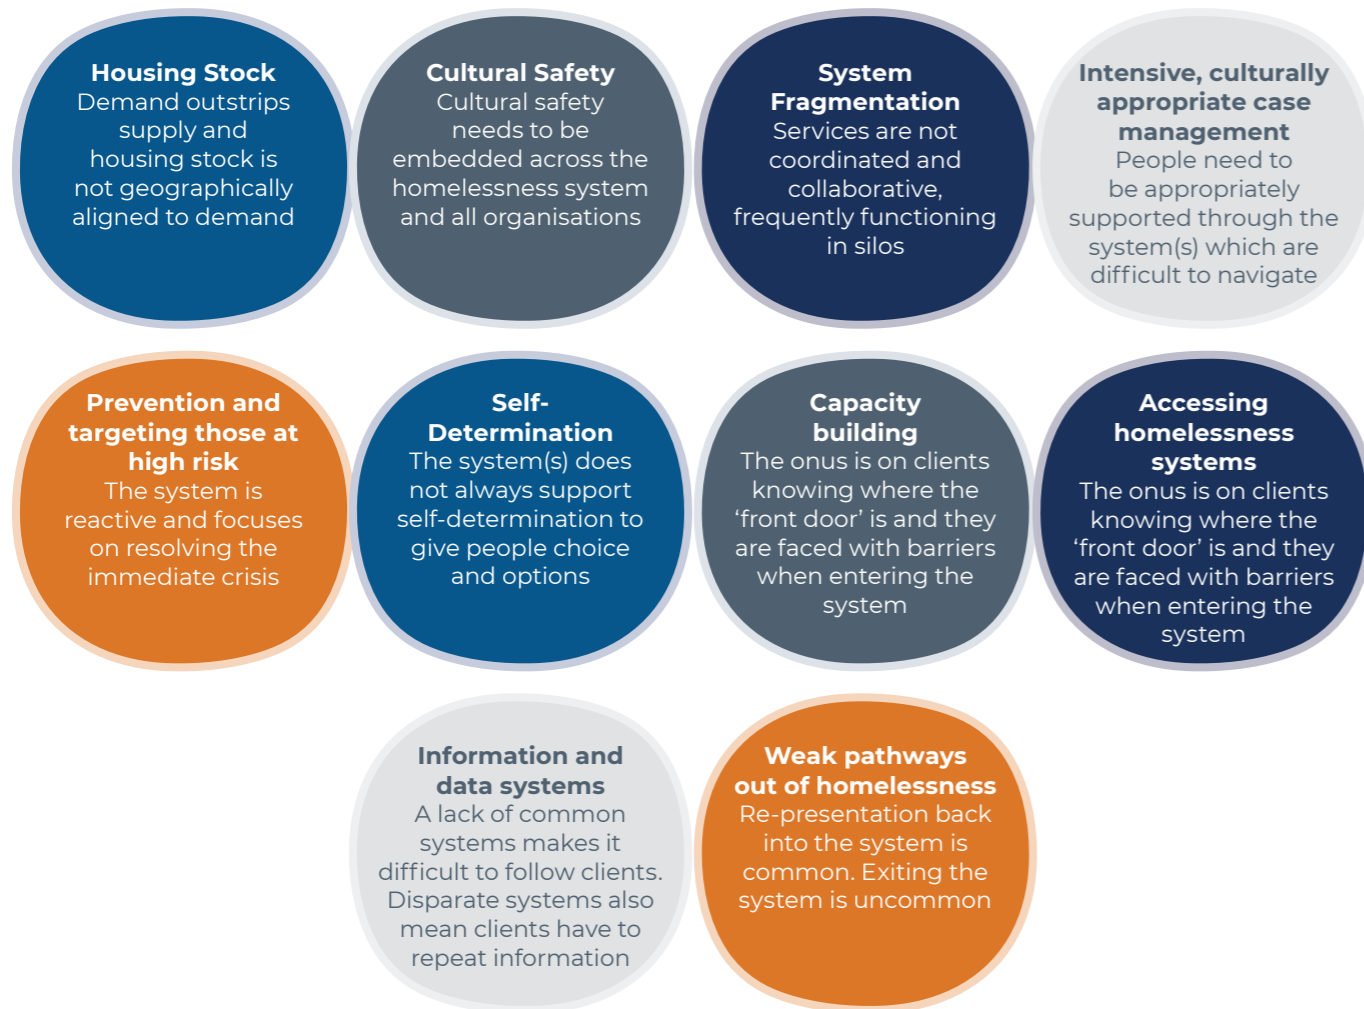 Housing Stock
Demand outstrips
supply and
housing stock is
not geographically
aligned to demand
Cultural Safety
Cultural safety
needs to be
embedded across the
homelessness system
and all organisations
System
Fragmentation
Services are not
coordinated and
collaborative,
frequently functioning
in silos
Intensive, culturally
appropriate case
management
People need to
be appropriately
supported through the
system(s) which are
difficult to navigate
Prevention and
targeting those at
high risk
The system is
reactive and focuses
on resolving the
immediate crisis
Self-
Determination
The system(s) does
not always support
self-determination to
give people choice
and options
Capacity
building
The onus is on clients
knowing where the
‘front door’ is and they
are faced with barriers
when entering the
system
Accessing
homelessness
systems
The onus is on clients
knowing where the
‘front door’ is and they
are faced with barriers
when entering the
system
Information and
data systems
A lack of common
systems makes it
difficult to follow clients.
Disparate systems also
mean clients have to
repeat information
Weak pathways
out of homelessness
Re-presentation back
into the system is
common. Exiting the
system is uncommon